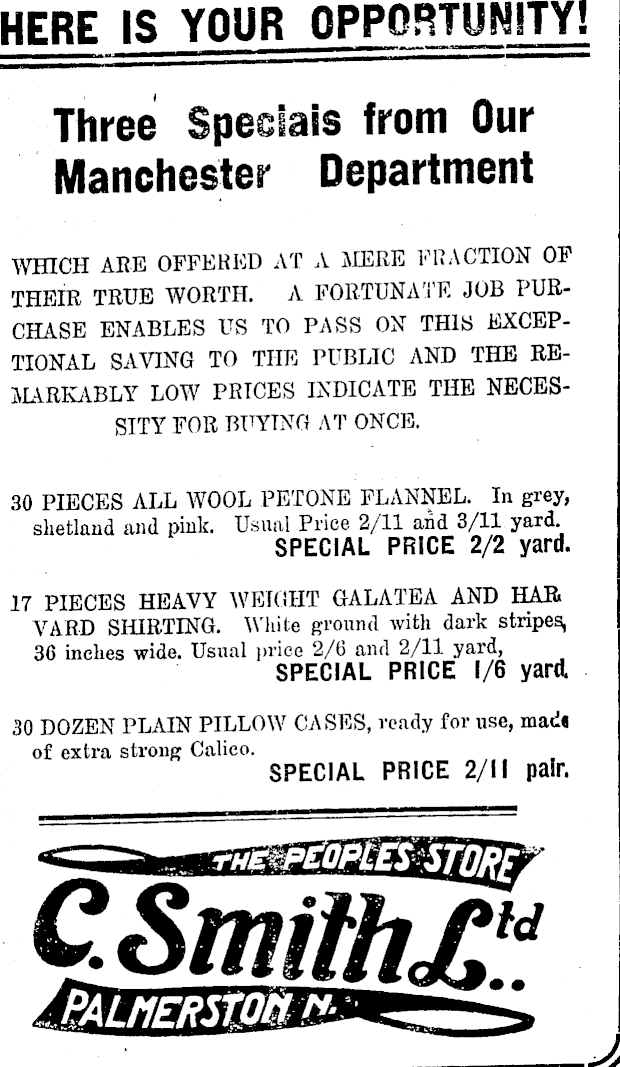 HERE IS YOUR OPPORTUNITY!
Three Specials from Our
Manchester Department
WHICH ARE OFFERED AT A MERE FRACTION OF
THEIR TRUE WORTH. A FORTUNATE JOB PUR-
CHASE ENABLES US TO PASS ON THIS EXCEP-
TIONAL SAVING TO THE PUBLIC AND THE RE-
MARKABLY LOW PRICES INDICATE THE NECES-
SITY FOR BUYING AT ONCE.
30 PIECES ALL WOOL PETONE FLANNEL. In grey,
shetland and pink. Usual Price 2/11 and 3/11 yard.
SPECIAL PRICE 2/2 yard.
17 PIECES HEAVY WEIGHT GALATEA AND HAR
VARD SHIRTING. White ground with dark stripes,
36 inches wide. Usual price 2/6 and 2/11 yard,
SPECIAL PRICE 1/6 yard.
30 DOZEN PLAIN PILLOW CASES, ready for use, made
of extra strong Calico.
SPECIAL PRICE 2/11 pair.
THE PEOPLES STORE
C. Smith Ltd..
PALMERSTON N.